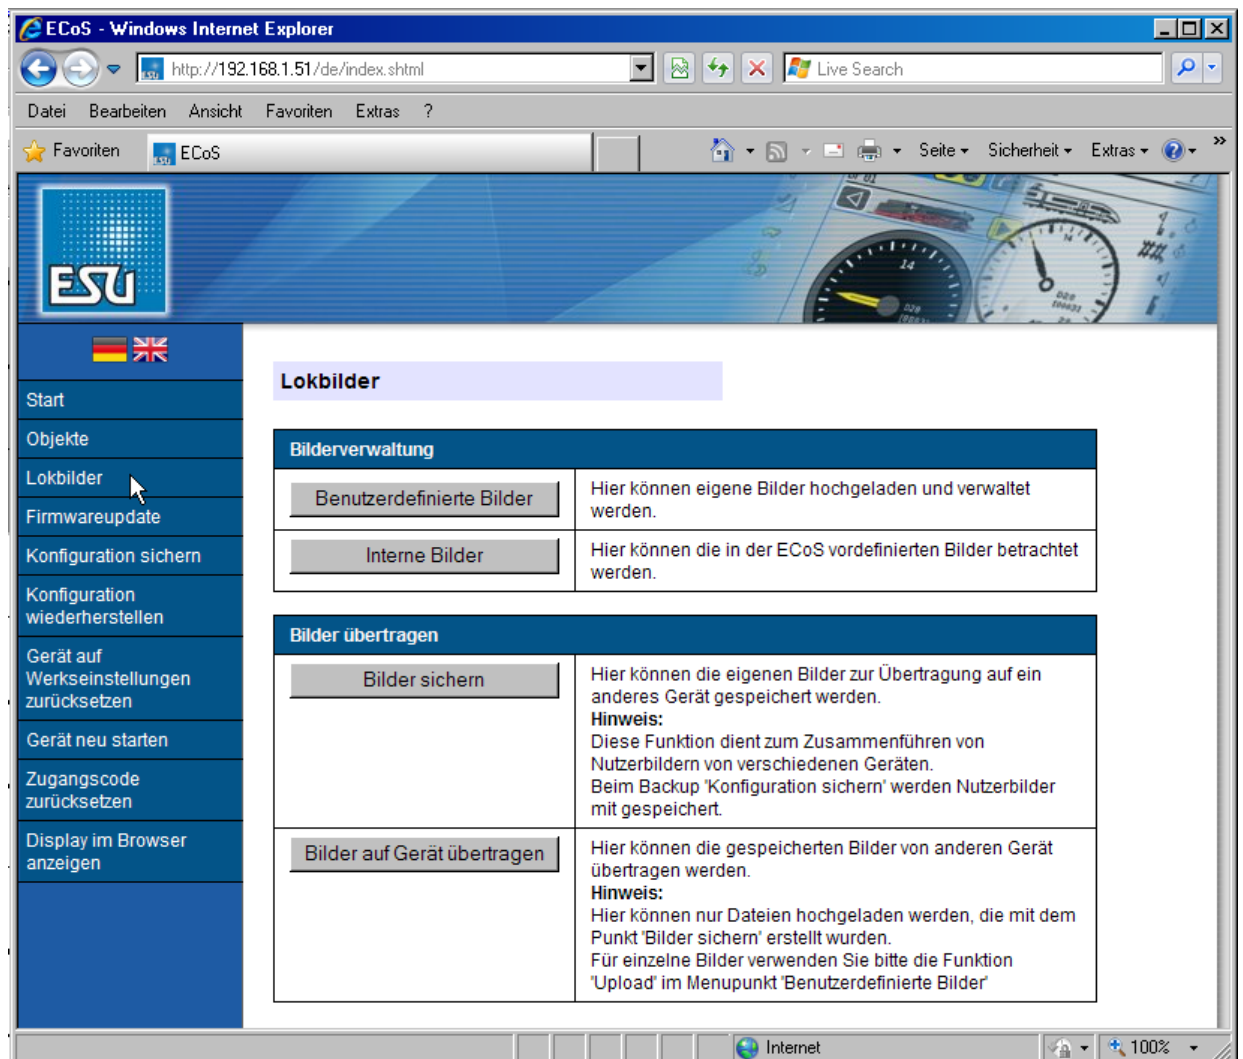 ECoS - Windows Internet Explorer
http://192.168.1.51/de/index.shtml
Live Search
Datei Bearbeiten Ansicht Favoriten Extras ?
Favoriten ECoS Seite Sicherheit Extras »
ESU
14
14
Start
Objekte
Lokbilder
Firmwareupdate
Konfiguration sichern
Konfiguration
wiederherstellen
Gerät auf
Werkseinstellungen
zurücksetzen
Gerät neu starten
Zugangscode
zurücksetzen
Display im Browser
anzeigen
Lokbilder
Bilderverwaltung
Benutzerdefinierte Bilder
Hier können eigene Bilder hochgeladen und verwaltet
werden.
Interne Bilder
Hier können die in der ECoS vordefinierten Bilder betrachtet
werden.
Bilder übertragen
Bilder sichern
Hier können die eigenen Bilder zur Übertragung auf ein
anderes Gerät gespeichert werden.
Hinweis:
Diese Funktion dient zum Zusammenführen von
Nutzerbildern von verschiedenen Geräten.
Beim Backup 'Konfiguration sichern' werden Nutzerbilder
mit gespeichert.
Bilder auf Gerät übertragen
Hier können die gespeicherten Bilder von anderen Gerät
übertragen werden.
Hinweis:
Hier können nur Dateien hochgeladen werden, die mit dem
Punkt 'Bilder sichern' erstellt wurden.
Für einzelne Bilder verwenden Sie bitte die Funktion
'Upload' im Menupunkt 'Benutzerdefinierte Bilder'
Internet
100%